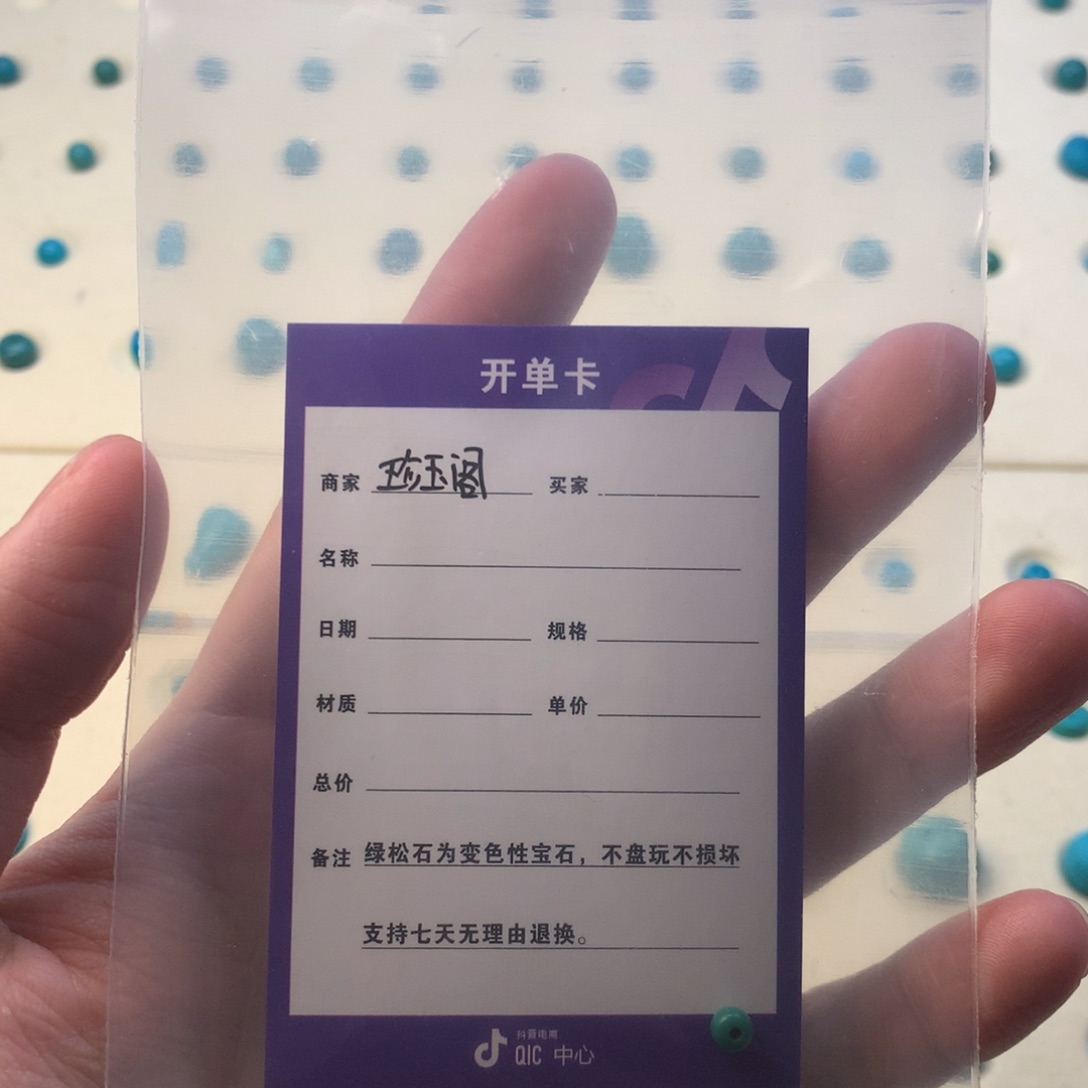 开单卡
商家 珍玉阁 买家
名称
日期 规格
材质 单价
总价
备注 绿松石为变色性宝石，不盘玩不损坏
支持七天无理由退换。
抖音电商
QIC 中心